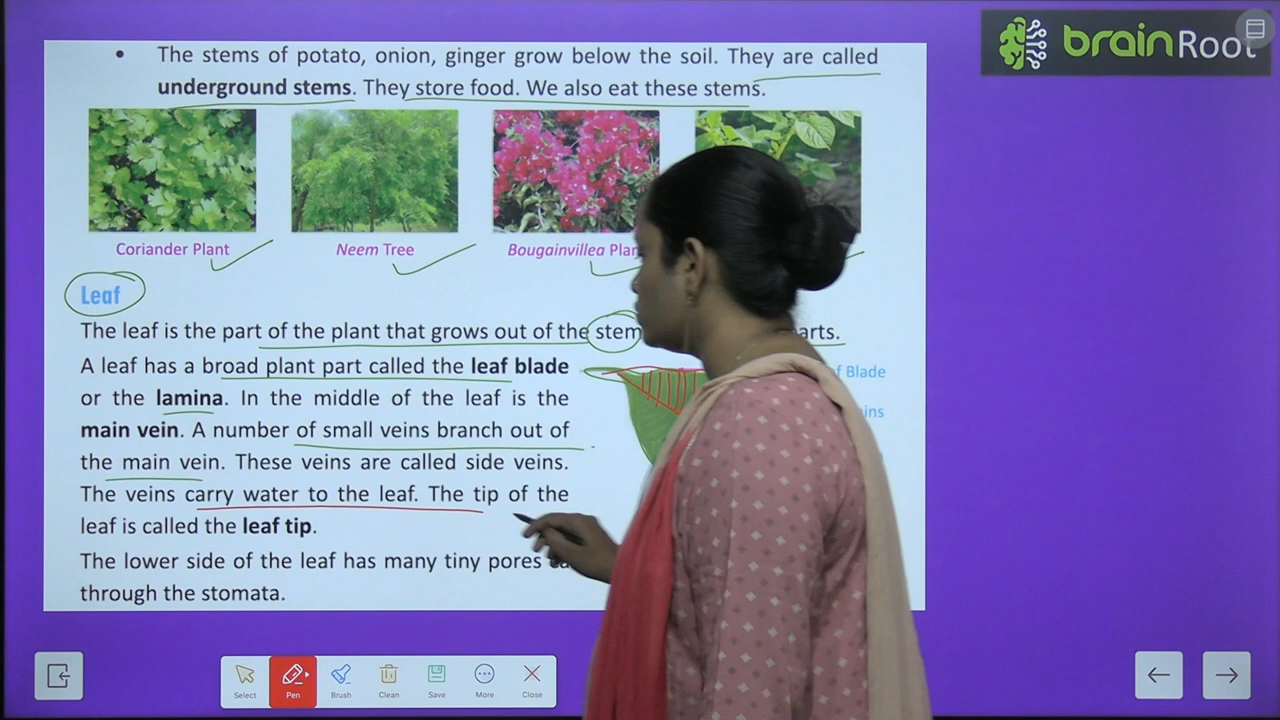 brainRoot
• The stems of potato, onion, ginger grow below the soil. They are called
underground stems. They store food. We also eat these stems.
Coriander Plant
Neem Tree
Bougainvillea
Leaf
The leaf is the part of the plant that grows out of the stem
A leaf has a broad plant part called the leaf blade
Blade
or the lamina. In the middle of the leaf is the
main vein. A number of small veins branch out of
the main vein. These veins are called side veins.
The veins carry water to the leaf. The tip of the
leaf is called the leaf tip.
The lower side of the leaf has many tiny pores
through the stomata.
Select
Pen
Brush
Clean
Save
More
Close